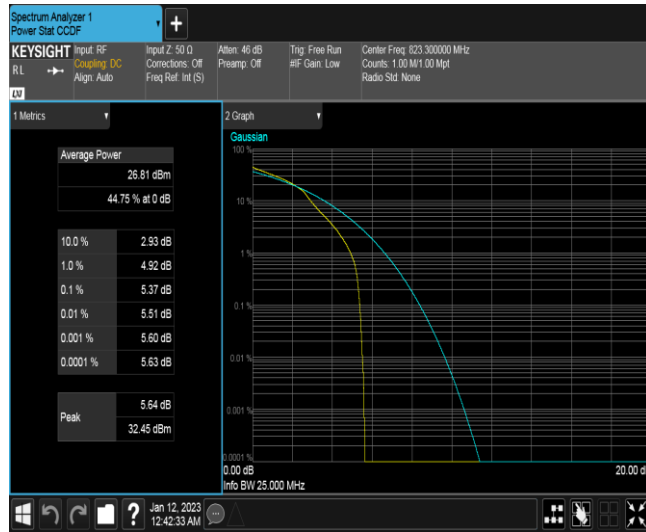 Spectrum Analyzer 1
Power Stat CCDF
KEYSIGHT
RL
LXI
Input: RF
Coupling: DC
Align: Auto
Input Z: 50 Ω
Corrections: Off
Freq Ref: Int (S)
Atten: 46 dB
Preamp: Off
Trig: Free Run
#IF Gain: Low
Center Freq: 823.300000 MHz
Counts: 1.00 M/1.00 Mpt
Radio Std: None
1 Metrics
Average Power
26.81 dBm
44.75 % at 0 dB
10.0 % 2.93 dB
1.0 % 4.92 dB
0.1 % 5.37 dB
0.01 % 5.51 dB
0.001 % 5.60 dB
0.0001 % 5.63 dB
Peak
5.64 dB
32.45 dBm
2 Graph
Gaussian
100 %
10 %
1 %
0.1 %
0.01 %
0.001 %
0.0001 %
0.00 dB
20.00 d
Info BW 25.000 MHz
?
Jan 12, 2023
12:42:33 AM